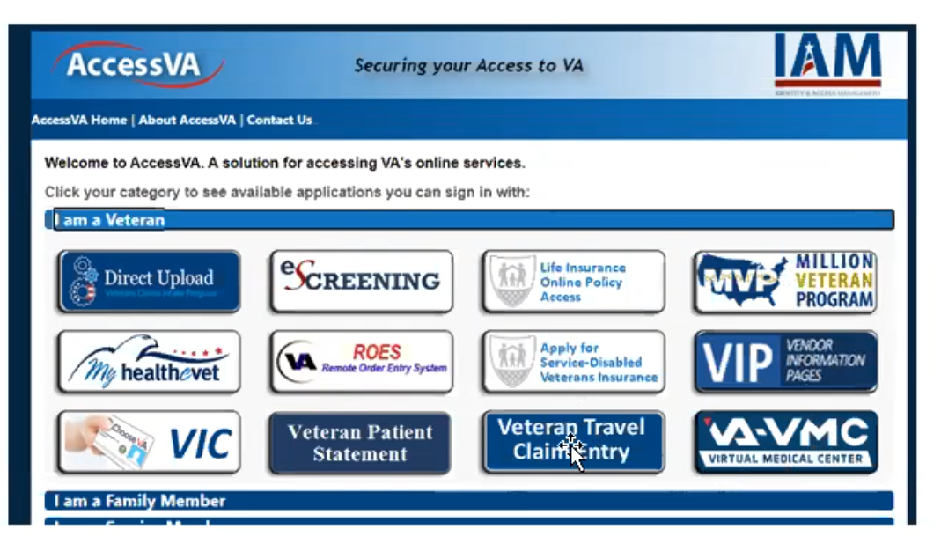 AccessVA
Securing your Access to VA
IAM
IDENTITY & ACCESS MANAGEMENT
AccessVA Home | About AccessVA | Contact Us
Welcome to AccessVA. A solution for accessing VA's online services.
Click your category to see available applications you can sign in with:
I am a Veteran
Direct Upload
eSCREENING
Life Insurance
Online Policy
Access
MVP
MILLION
VETERAN
PROGRAM
My healthevet
VA
ROES
Remote Order Entry System
Apply for
Service-Disabled
Veterans Insurance
VIP
VENDOR
INFORMATION
PAGES
VIC
Veteran Patient
Statement
Veteran Travel
Claim Entry
VA-VMC
VIRTUAL MEDICAL CENTER
I am a Family Member